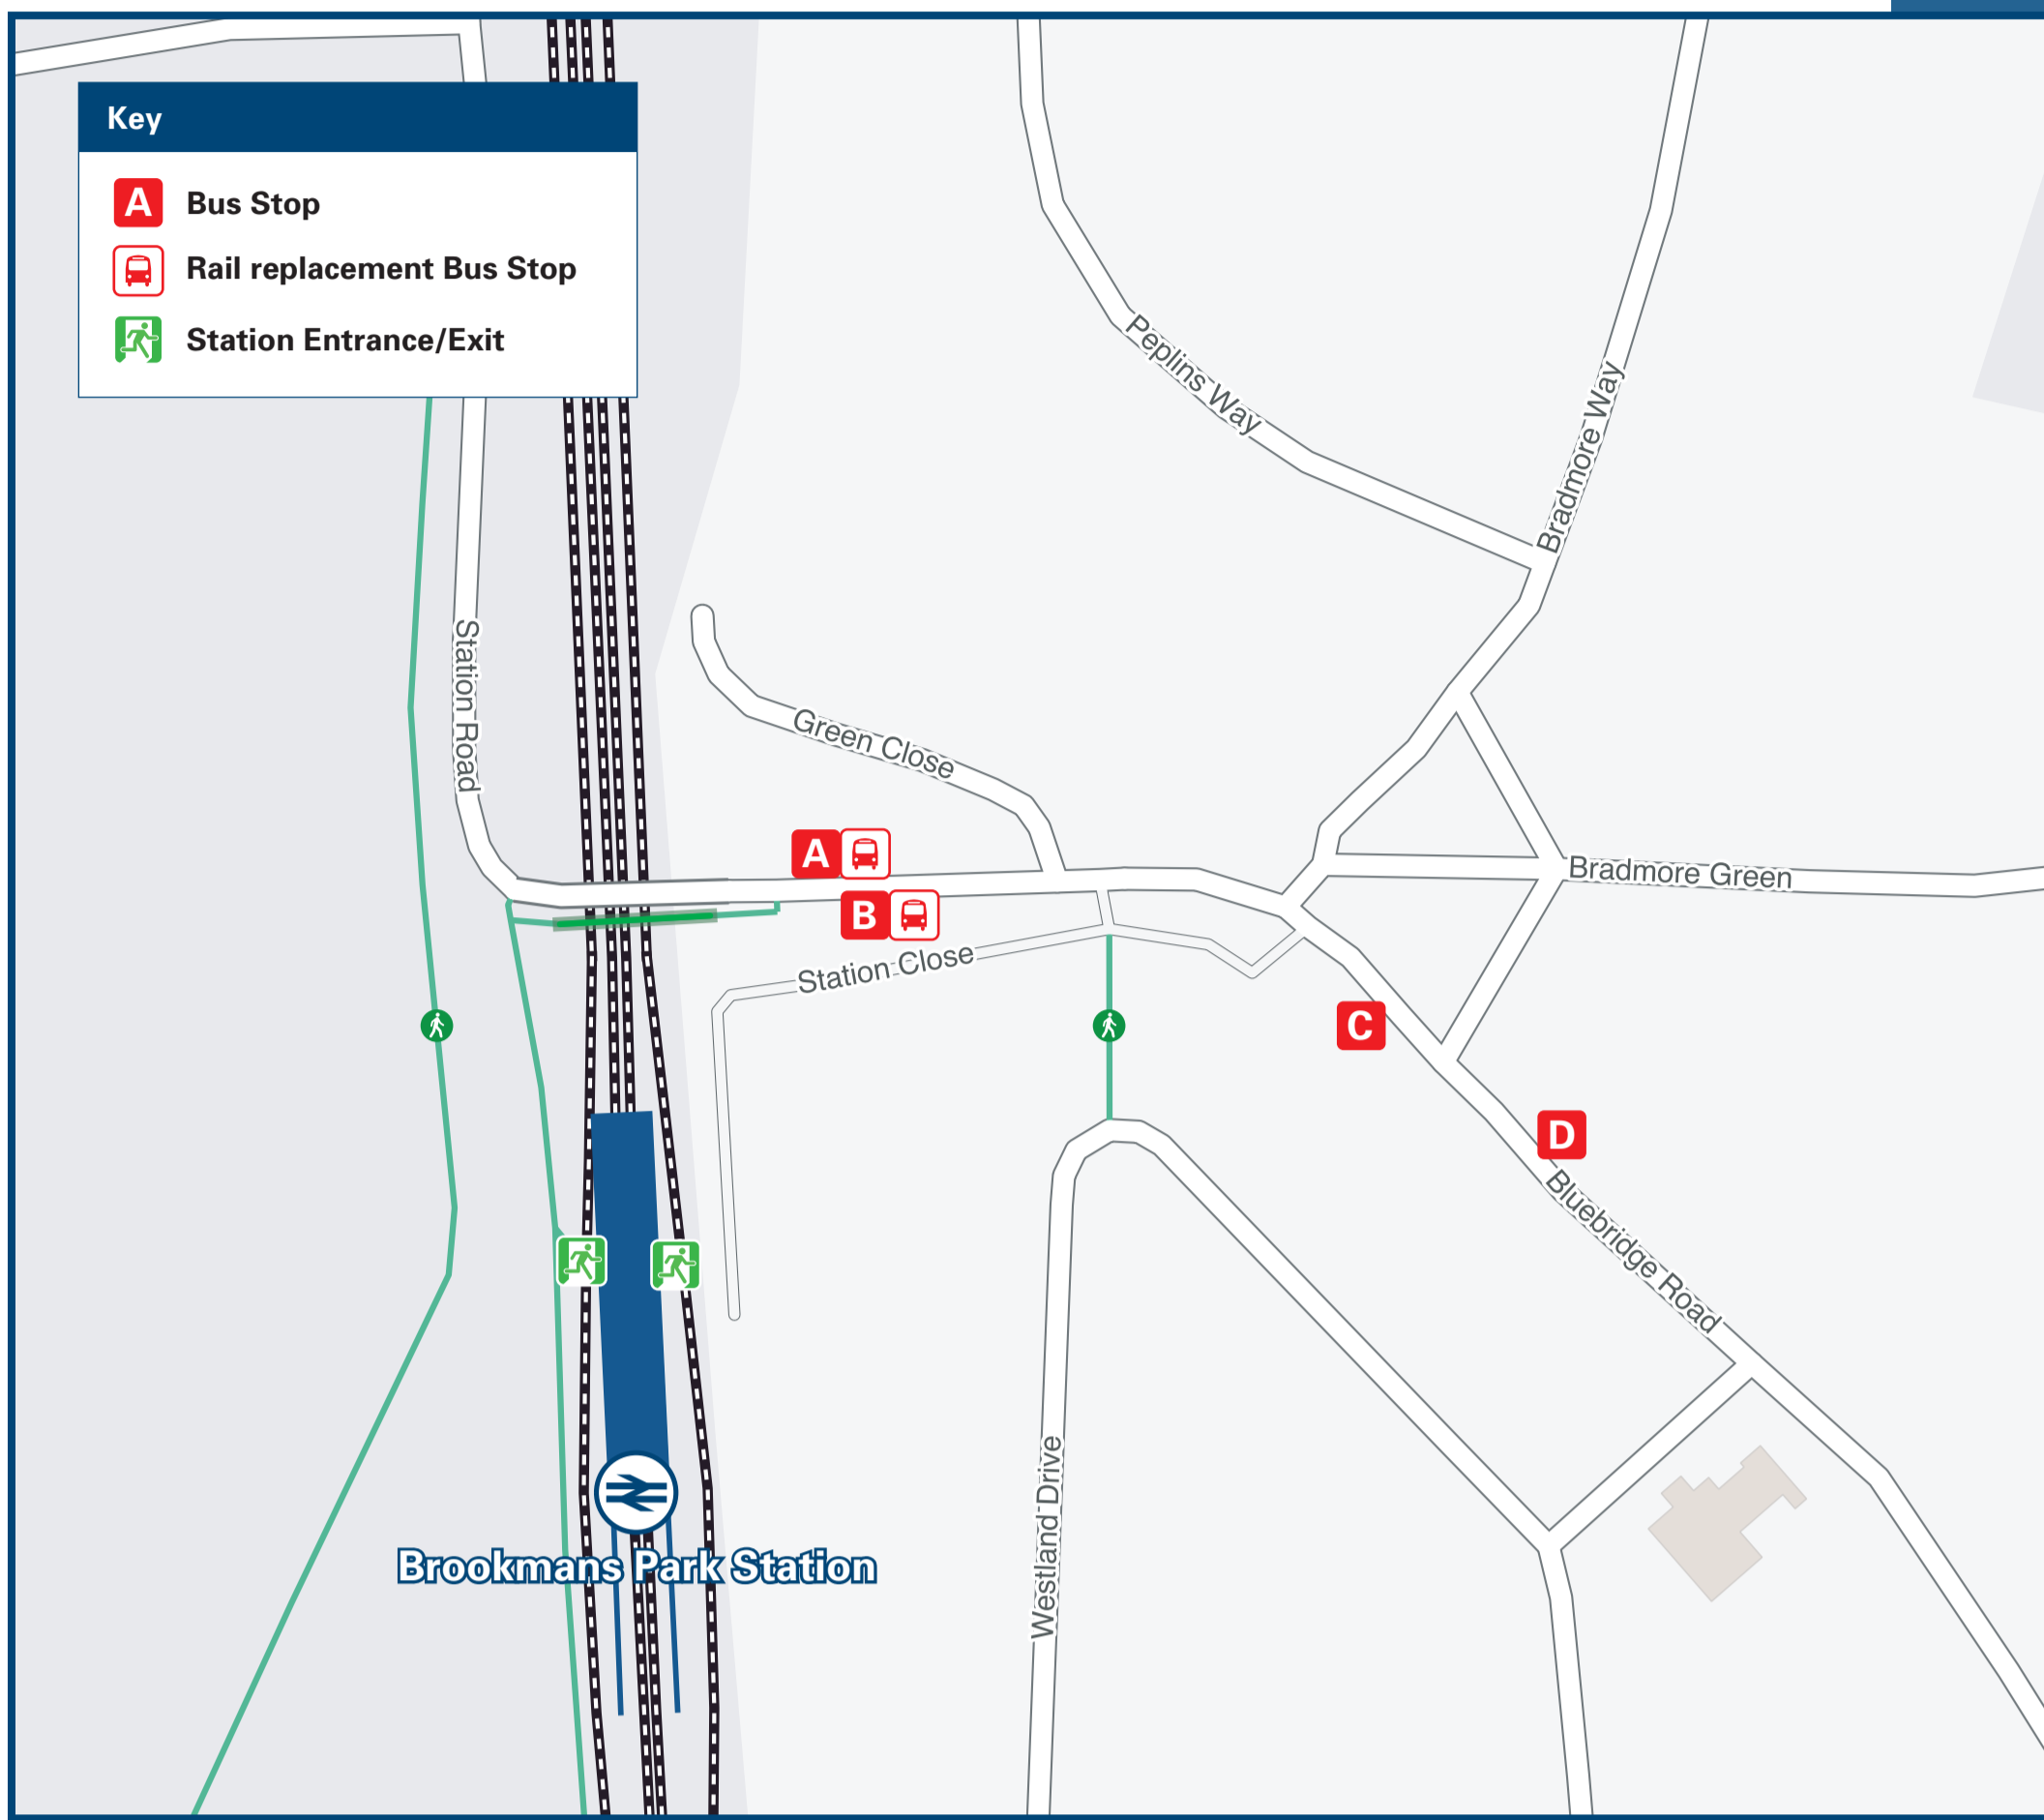 Key
A
Bus Stop
Rail replacement Bus Stop
Station Entrance/Exit
Peplins Way
Bradmore Way
Station Road
Green Close
A
B
Bradmore Green
Station Close
C
D
Bluebridge Road
Westland Drive
Brookmans Park Station